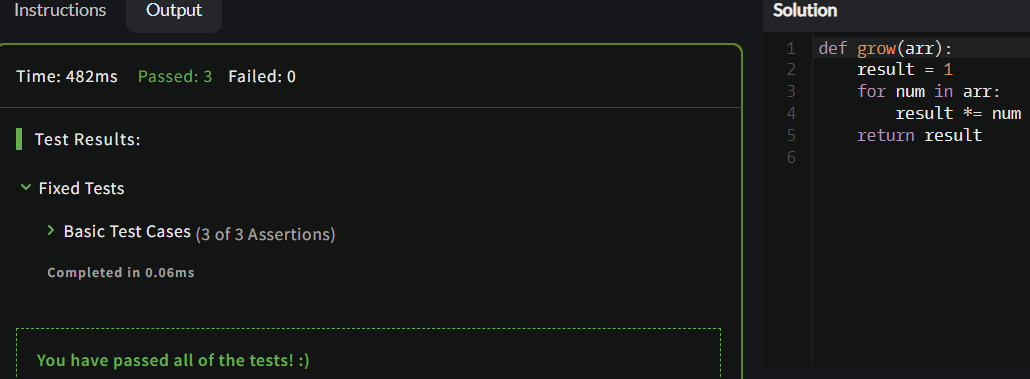 Instructions
Output
Time: 482ms Passed: 3 Failed: 0
Test Results:
Fixed Tests
Basic Test Cases (3 of 3 Assertions)
Completed in 0.06ms
You have passed all of the tests! :)
Solution
1 def grow(arr):
2     result = 1
3     for num in arr:
4         result *= num
5     return result
6